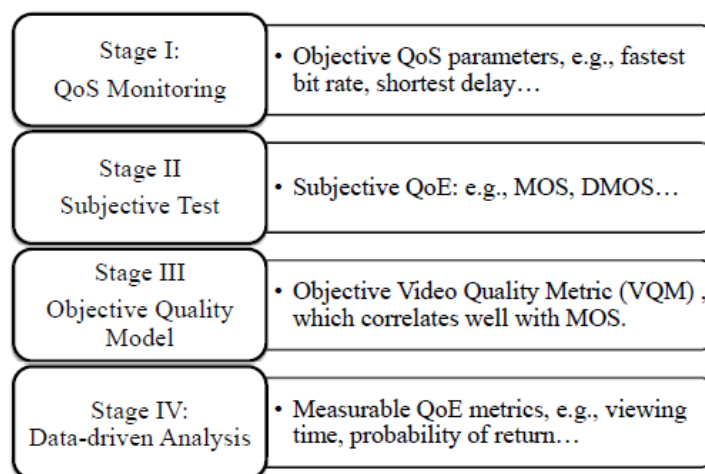 Stage I:
QoS Monitoring
• Objective QoS parameters, e.g., fastest
bit rate, shortest delay…
Stage II
Subjective Test
• Subjective QoE: e.g., MOS, DMOS…
Stage III
Objective Quality
Model
• Objective Video Quality Metric (VQM) ,
which correlates well with MOS.
Stage IV:
Data-driven Analysis
• Measurable QoE metrics, e.g., viewing
time, probability of return…